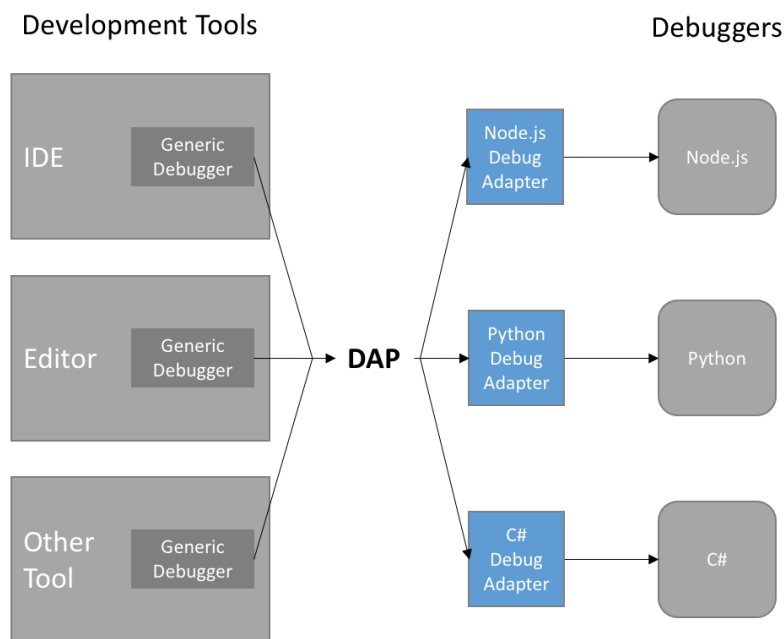 Development Tools
Debuggers
IDE
Generic
Debugger
Node.js
Debug
Adapter
Node.js
Editor
Generic
Debugger
DAP
Python
Debug
Adapter
Python
Other
Tool
Generic
Debugger
C#
Debug
Adapter
C#